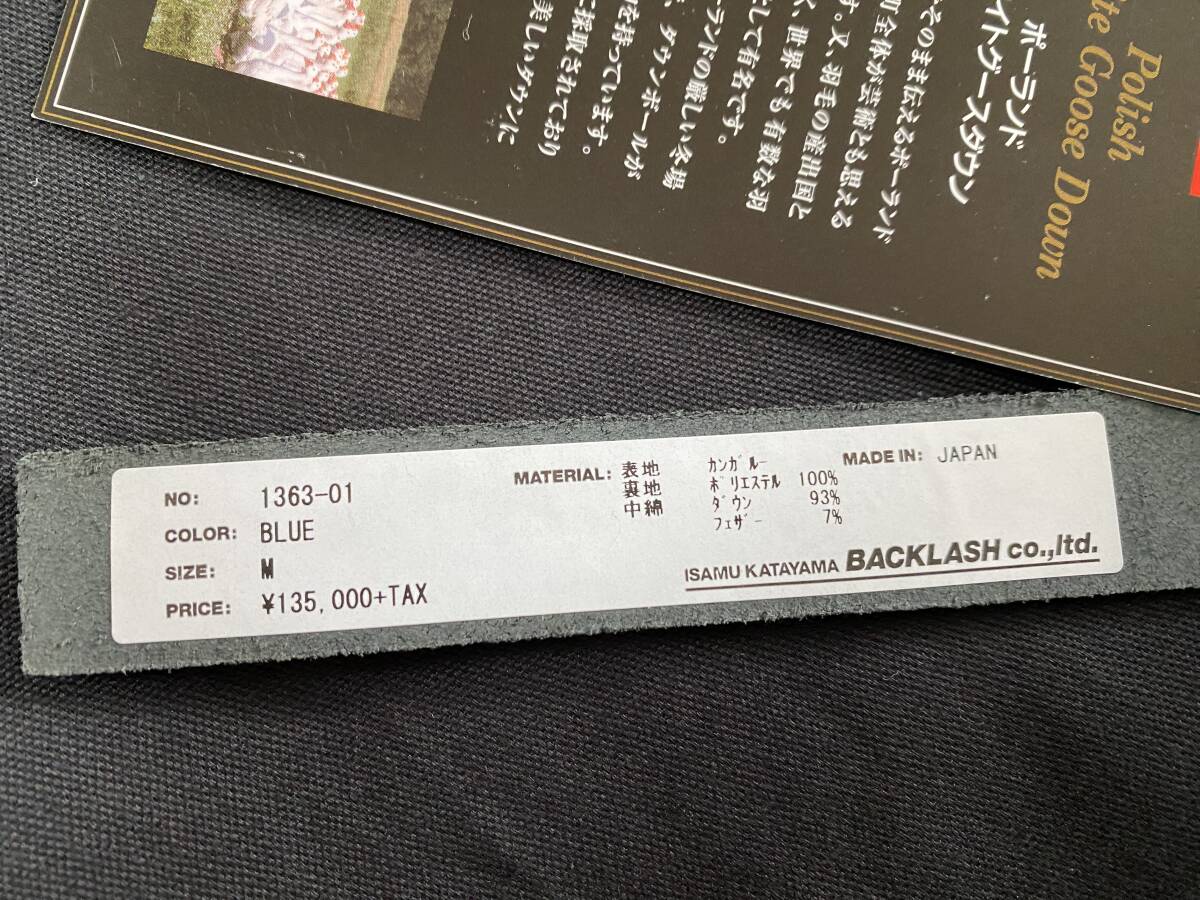 Polish
te Goose Down
ポーランド
イトグースダウン
そのまま伝えるポーランド
全体が芸術とも思える
す。又、羽毛の産出国と
く、世界でも有数な羽
として有名です。
ーランドの厳しい冬場
、ダウンボールが
を持っています。
に採取されており
美しいダウンに
NO: 1363-01
COLOR: BLUE
SIZE: M
PRICE: ¥135,000+TAX
MATERIAL: 表地 カンガルー
裏地 ポリエステル 100%
中綿 ダウン 93%
フェザー 7%
MADE IN: JAPAN
ISAMU KATAYAMA BACKLASH co.,ltd.